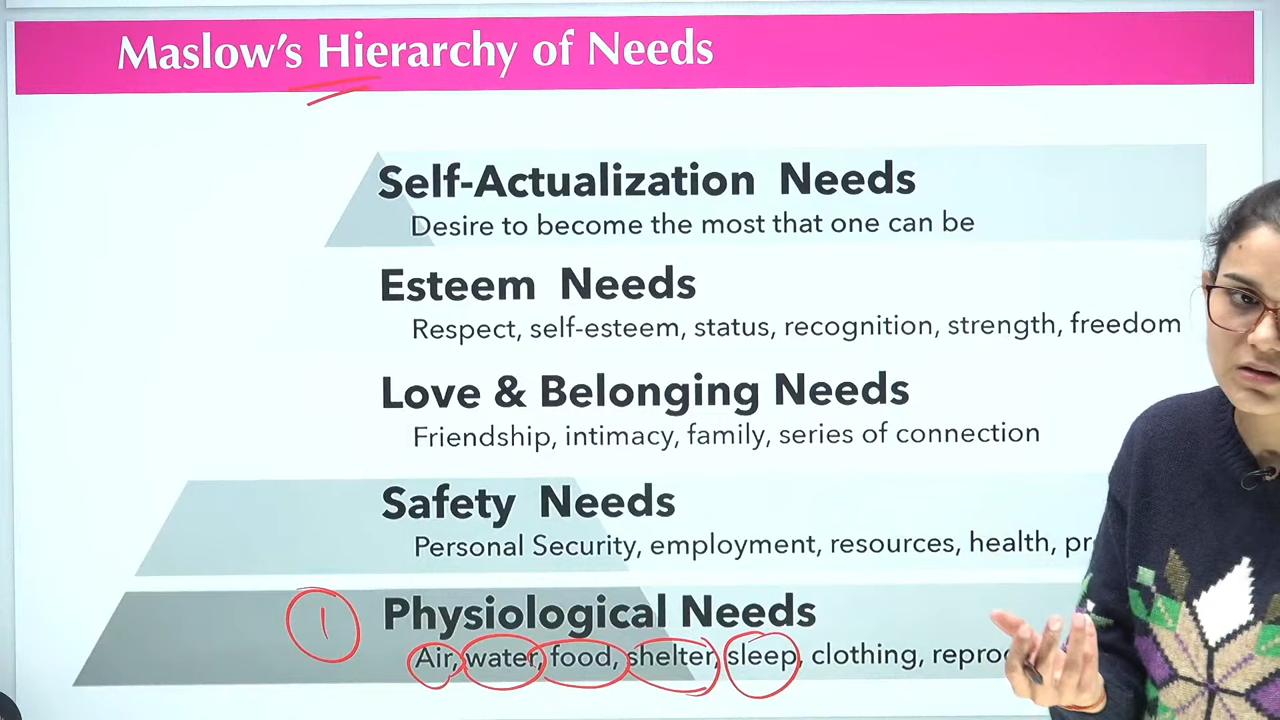 Maslow's Hierarchy of Needs
Self-Actualization Needs
Desire to become the most that one can be
Esteem Needs
Respect, self-esteem, status, recognition, strength, freedom
Love & Belonging Needs
Friendship, intimacy, family, series of connection
Safety Needs
Personal Security, employment, resources, health,
1
Physiological Needs
Air, water, food, shelter, sleep, clothing,